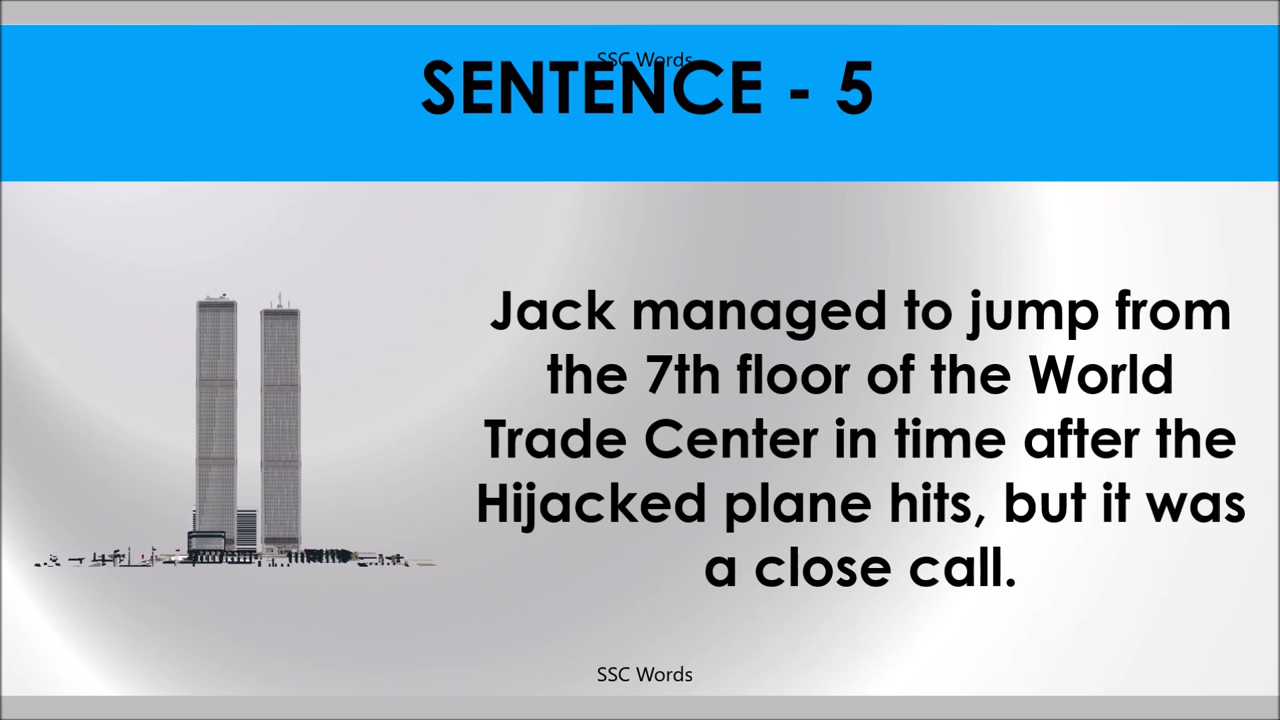 SSC Words
SENTENCE - 5
Jack managed to jump from
the 7th floor of the World
Trade Center in time after the
Hijacked plane hits, but it was
a close call.
SSC Words